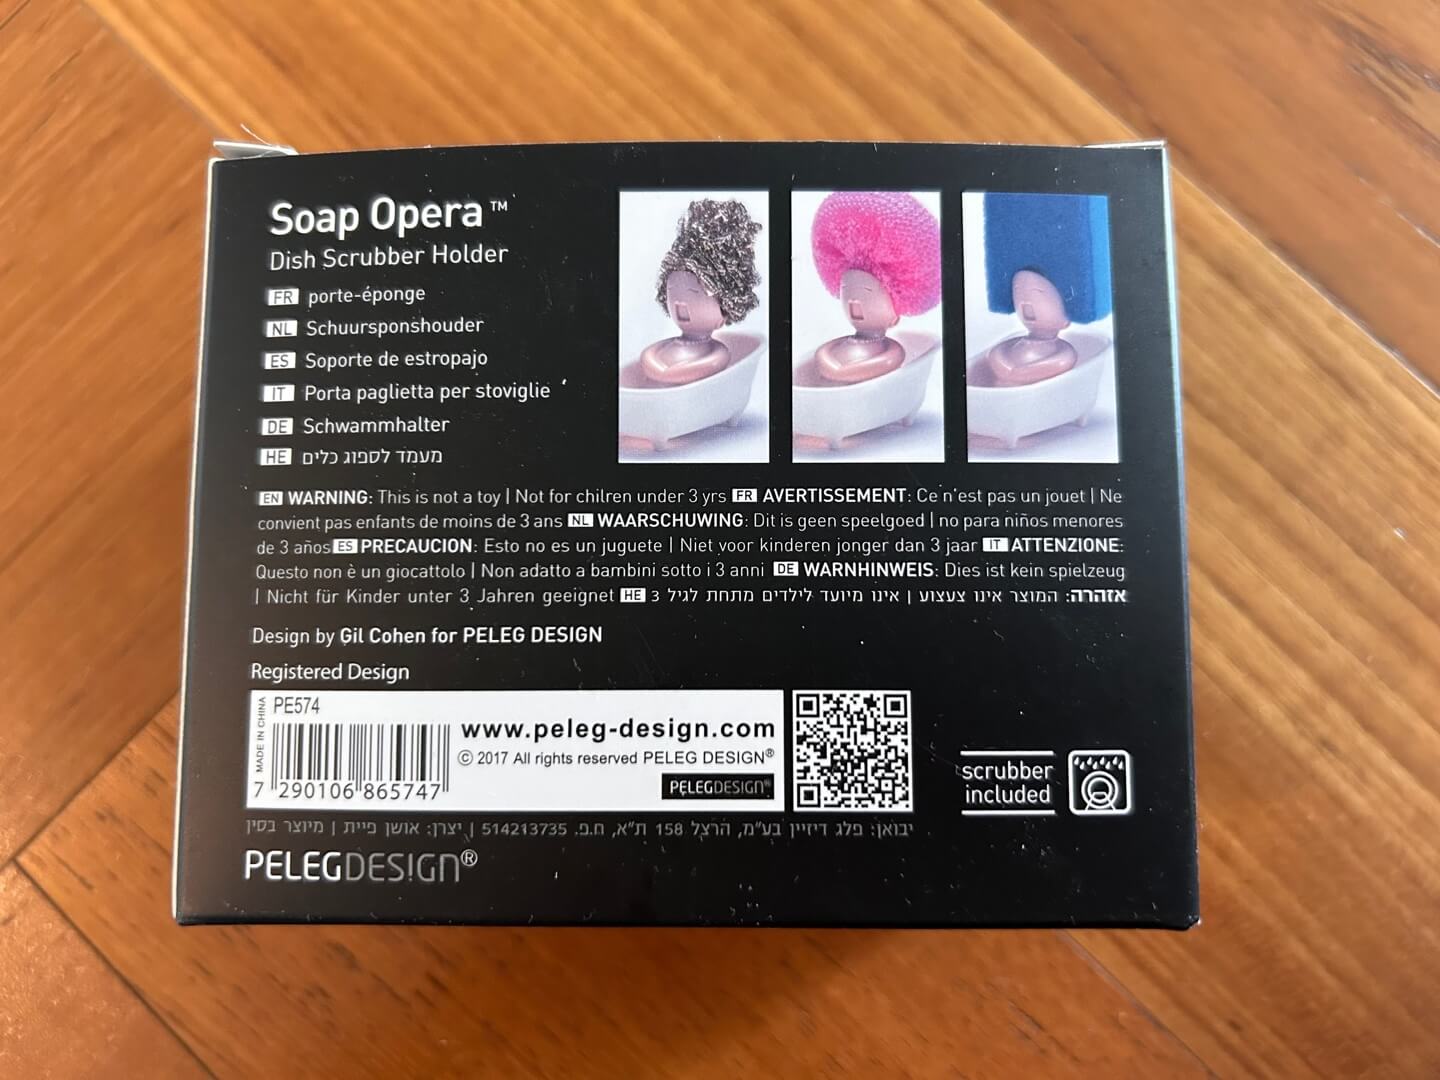 Soap Opera™
Dish Scrubber Holder
FR porte-éponge
NL Schuursponshouder
ES Soporte de estropajo
IT Porta paglietta per stoviglie
DE Schwammhalter
HE מעמד לספוג כלים
EN WARNING: This is not a toy | Not for chilren under 3 yrs FR AVERTISSEMENT: Ce n'est pas un jouet | Ne
convient pas enfants de moins de 3 ans NL WAARSCHUWING: Dit is geen speelgoed | no para niños menores
de 3 años ES PRECAUCION: Esto no es un juguete | Niet voor kinderen jonger dan 3 jaar IT ATTENZIONE:
Questo non è un giocattolo | Non adatto a bambini sotto i 3 anni DE WARNHINWEIS: Dies ist kein spielzeug
| Nicht für Kinder unter 3 Jahren geeignet HE אזהרה: המוצר אינו צעצוע | אינו מיועד לילדים מתחת לגיל 3
Design by Gil Cohen for PELEG DESIGN
Registered Design
MADE IN CHINA
PE574
7 290106 865747
www.peleg-design.com
© 2017 All rights reserved PELEG DESIGN®
PELEGDESIGN®
scrubber
included
יבואן: פלג דיזיין בע"מ, הרצל 158 ת"א, ח.פ. 514213735 | יצרן: אושן פיית | מיוצר בסין
PELEGDES!GN®